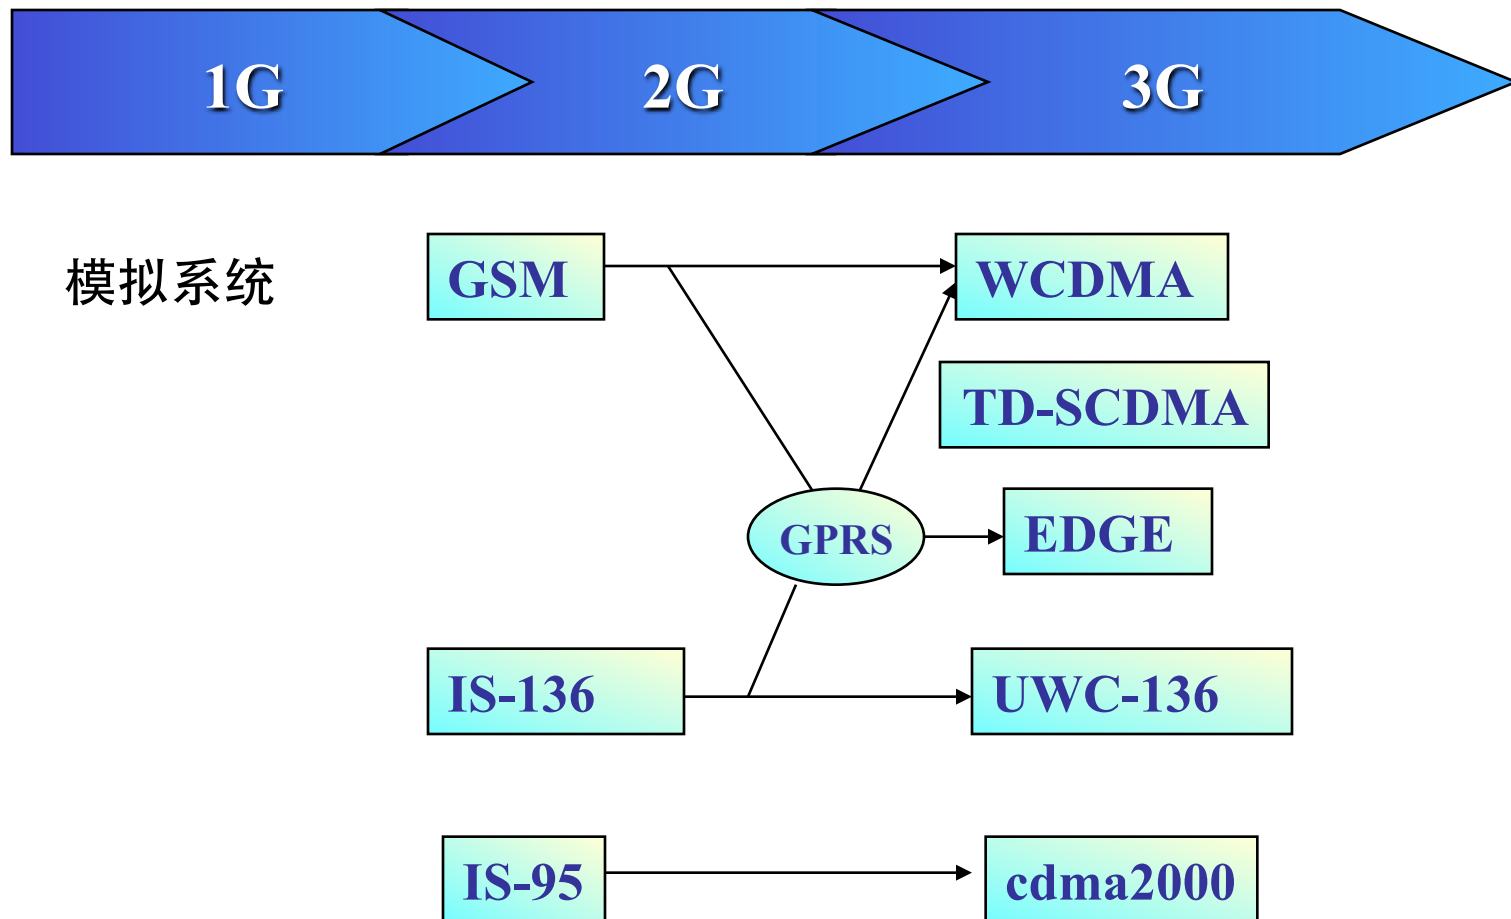 1G
2G
3G
模拟系统
GSM
WCDMA
TD-SCDMA
GPRS
EDGE
IS-136
UWC-136
IS-95
cdma2000